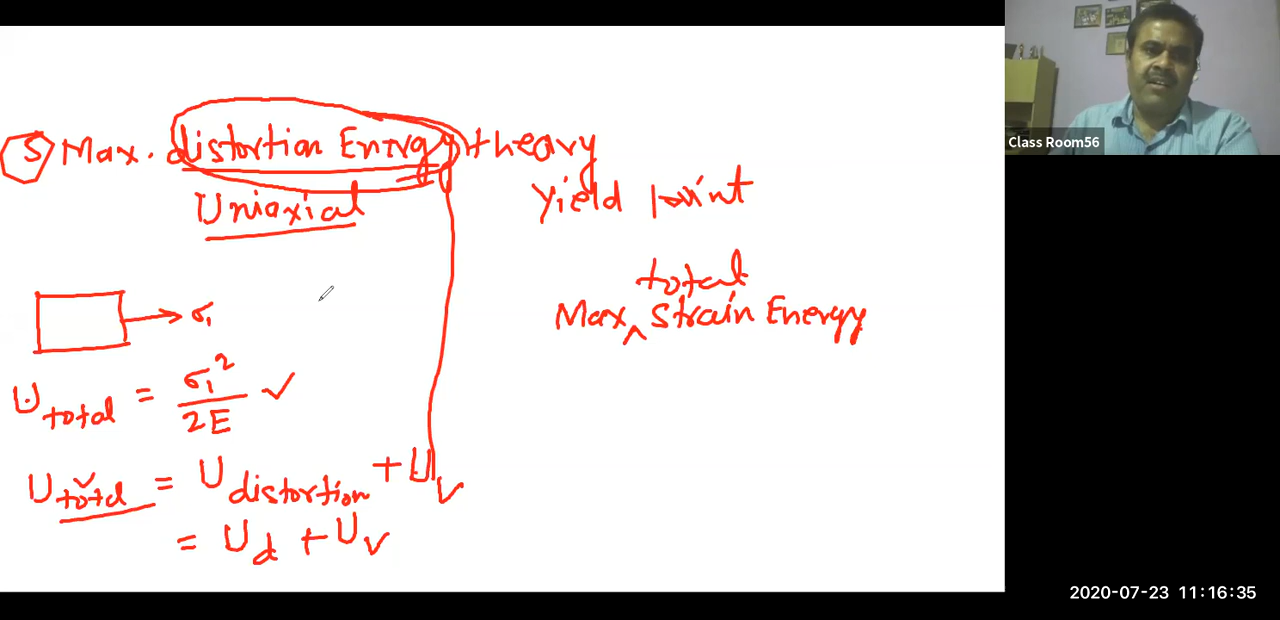 5 Max. distortion Enrgy theory
Uniaxial
Yield point
total
Max ^ Strain Energy
σ₁
U total = σ₁² / 2E ✓
U total = U distortion + U v
= U d + U v
Class Room56
2020-07-23 11:16:35